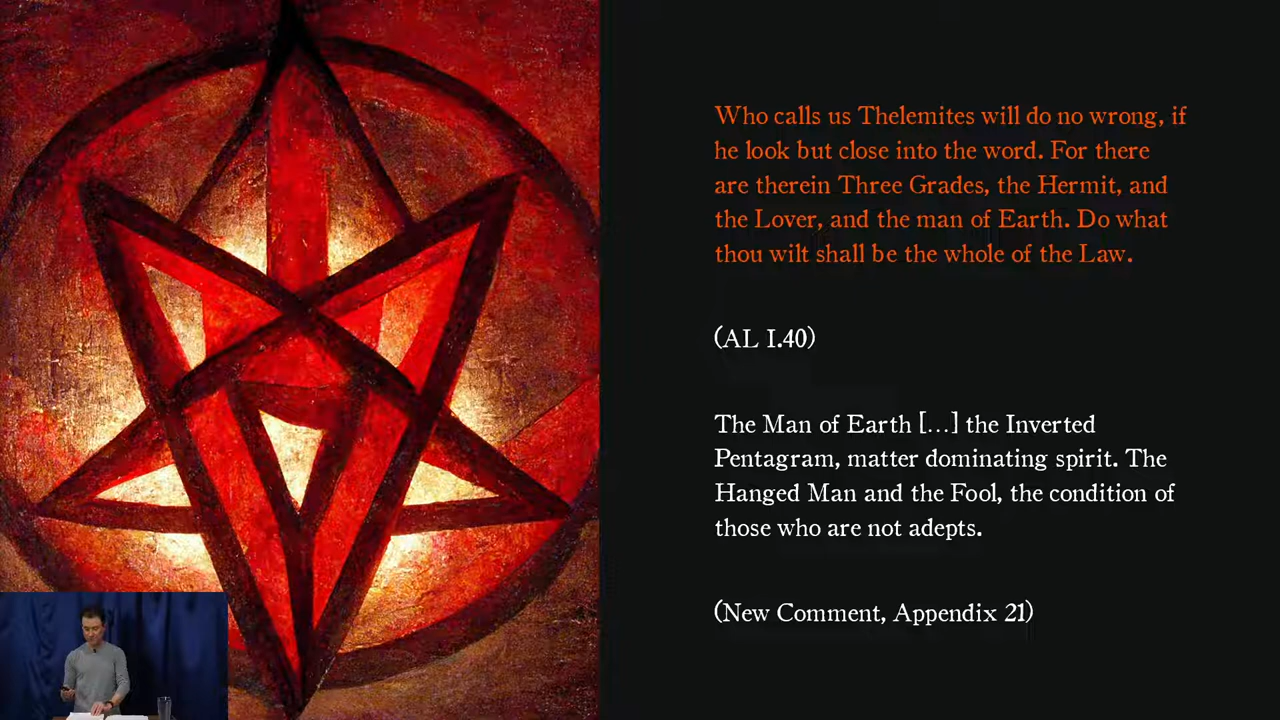 Who calls us Thelemites will do no wrong, if
he look but close into the word. For there
are therein Three Grades, the Hermit, and
the Lover, and the man of Earth. Do what
thou wilt shall be the whole of the Law.
(AL I.40)
The Man of Earth […] the Inverted
Pentagram, matter dominating spirit. The
Hanged Man and the Fool, the condition of
those who are not adepts.
(New Comment, Appendix 21)